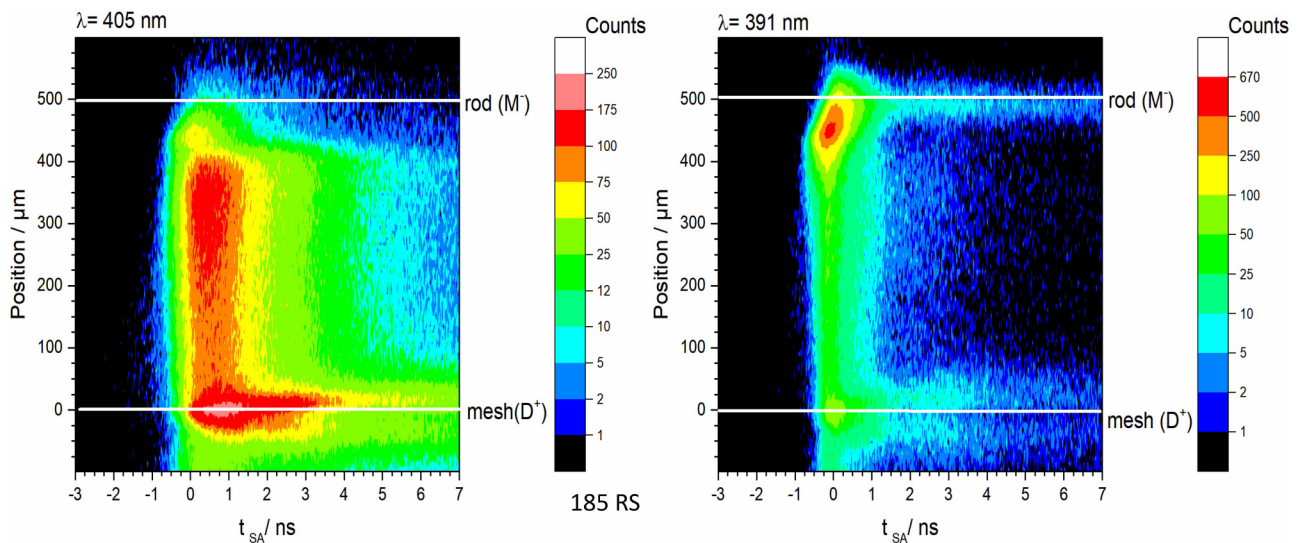 λ= 405 nm
Counts
250
175
100
75
50
25
12
10
5
2
1
500
400
300
200
100
0
Position / µm
rod (M⁻)
mesh(D⁺)
-3 -2 -1 0 1 2 3 4 5 6 7
t SA/ ns
185 RS
λ= 391 nm
Counts
670
500
250
100
50
25
10
5
2
1
500
400
300
200
100
0
Position / µm
rod (M⁻)
mesh (D⁺)
-3 -2 -1 0 1 2 3 4 5 6 7
t SA/ ns